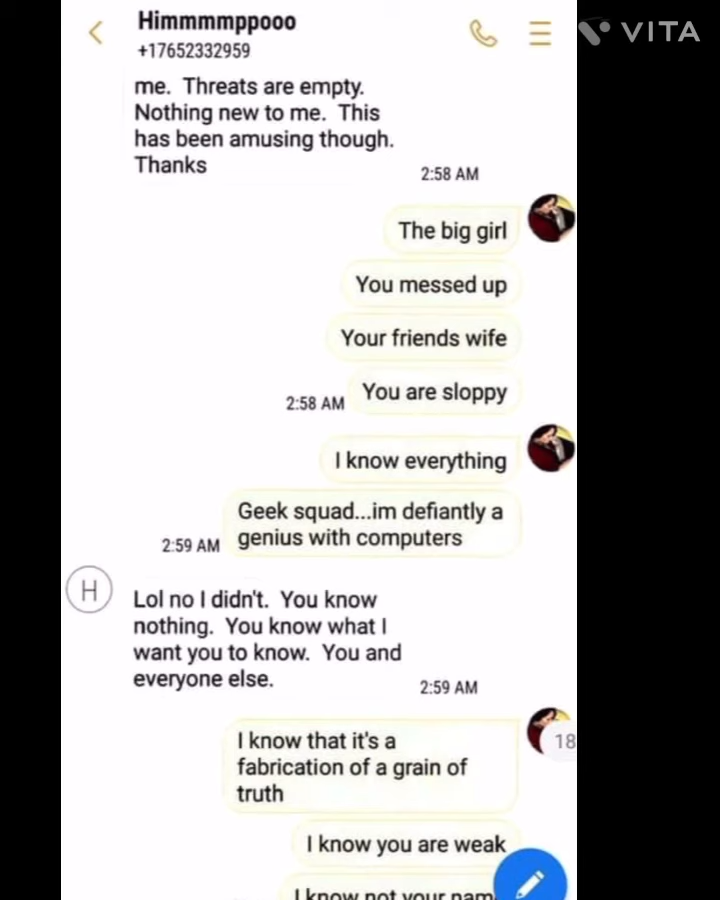 Himmmmppooo
+17652332959
VITA
me. Threats are empty.
Nothing new to me. This
has been amusing though.
Thanks
2:58 AM
The big girl
You messed up
Your friends wife
You are sloppy
2:58 AM
I know everything
Geek squad...im defiantly a
genius with computers
2:59 AM
H
Lol no I didn't. You know
nothing. You know what I
want you to know. You and
everyone else.
2:59 AM
18
I know that it's a
fabrication of a grain of
truth
I know you are weak
I know not your nam